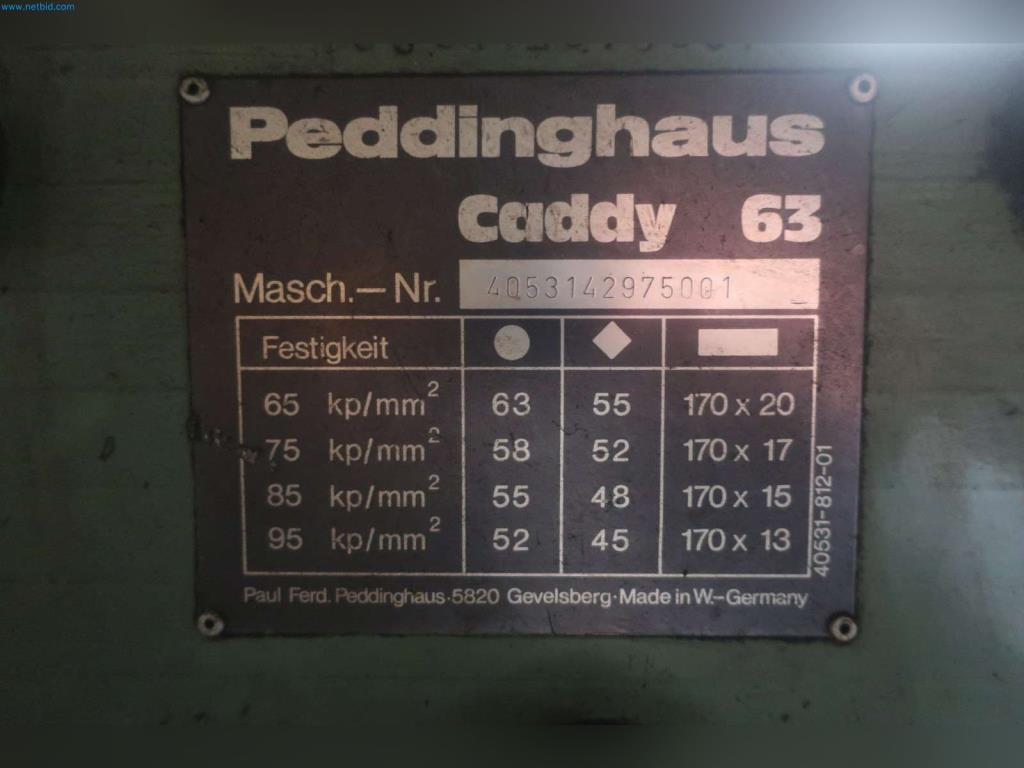 www.netbid.com
Peddinghaus
Caddy 63
Masch.-Nr. 4053142975001
Festigkeit
65 kp/mm² 63 55 170 x 20
75 kp/mm² 58 52 170 x 17
85 kp/mm² 55 48 170 x 15
95 kp/mm² 52 45 170 x 13
40531-812-01
Paul Ferd. Peddinghaus·5820 Gevelsberg·Made in W.-Germany